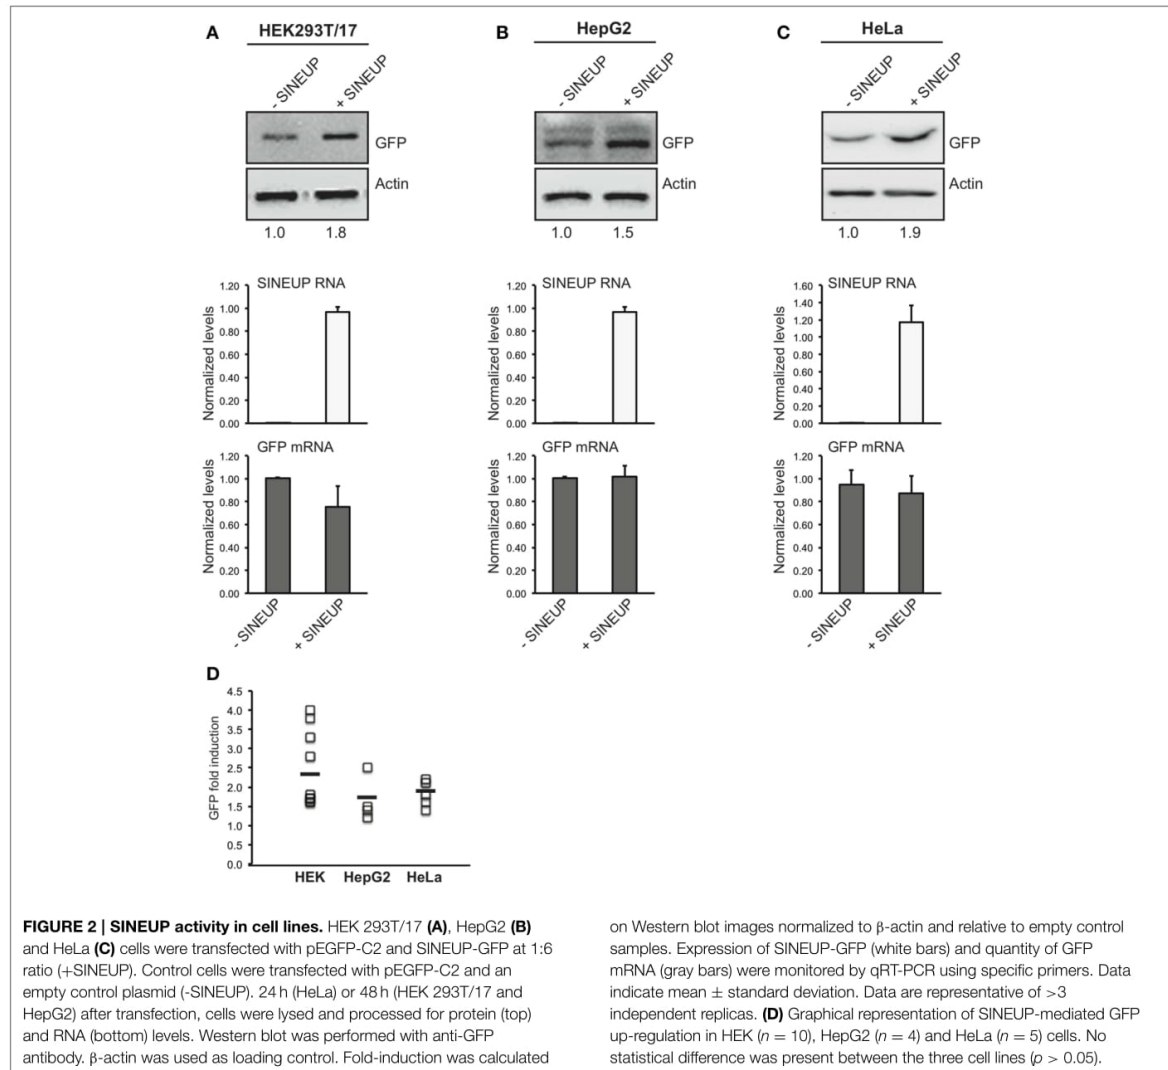 A
HEK293T/17
- SINEUP
+ SINEUP
GFP
Actin
1.0 1.8
SINEUP RNA
Normalized levels
1.20
1.00
0.80
0.60
0.40
0.20
0.00
GFP mRNA
Normalized levels
1.20
1.00
0.80
0.60
0.40
0.20
0.00
- SINEUP
+ SINEUP
B
HepG2
- SINEUP
+ SINEUP
GFP
Actin
1.0 1.5
SINEUP RNA
Normalized levels
1.20
1.00
0.80
0.60
0.40
0.20
0.00
GFP mRNA
Normalized levels
1.20
1.00
0.80
0.60
0.40
0.20
0.00
- SINEUP
+ SINEUP
C
HeLa
- SINEUP
+ SINEUP
GFP
Actin
1.0 1.9
SINEUP RNA
Normalized levels
1.60
1.40
1.20
1.00
0.80
0.60
0.40
0.20
0.00
GFP mRNA
Normalized levels
1.20
1.00
0.80
0.60
0.40
0.20
0.00
- SINEUP
+ SINEUP
D
GFP fold induction
4.5
4.0
3.5
3.0
2.5
2.0
1.5
1.0
0.5
0.0
HEK HepG2 HeLa
FIGURE 2 | SINEUP activity in cell lines. HEK 293T/17 (A), HepG2 (B)
and HeLa (C) cells were transfected with pEGFP-C2 and SINEUP-GFP at 1:6
ratio (+SINEUP). Control cells were transfected with pEGFP-C2 and an
empty control plasmid (-SINEUP). 24 h (HeLa) or 48 h (HEK 293T/17 and
HepG2) after transfection, cells were lysed and processed for protein (top)
and RNA (bottom) levels. Western blot was performed with anti-GFP
antibody. β-actin was used as loading control. Fold-induction was calculated
on Western blot images normalized to β-actin and relative to empty control
samples. Expression of SINEUP-GFP (white bars) and quantity of GFP
mRNA (gray bars) were monitored by qRT-PCR using specific primers. Data
indicate mean ± standard deviation. Data are representative of >3
independent replicas. (D) Graphical representation of SINEUP-mediated GFP
up-regulation in HEK (n = 10), HepG2 (n = 4) and HeLa (n = 5) cells. No
statistical difference was present between the three cell lines (p > 0.05).